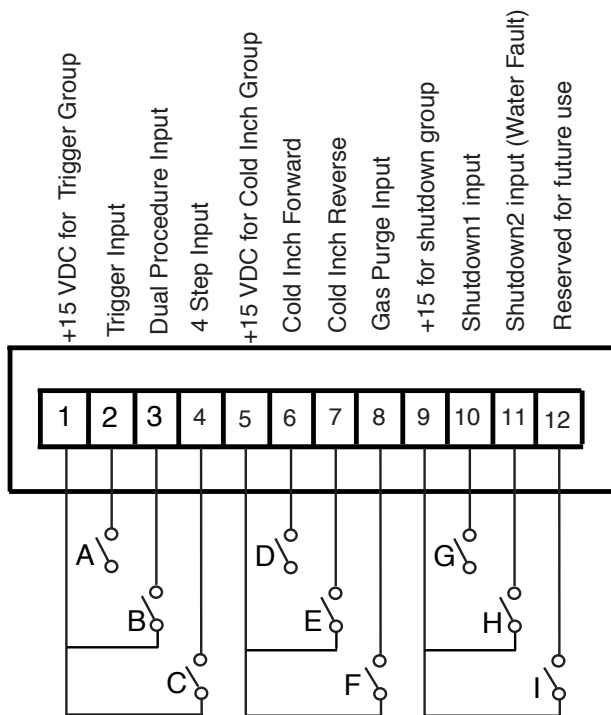 +15 VDC for Trigger Group
Trigger Input
Dual Procedure Input
4 Step Input
+15 VDC for Cold Inch Group
Cold Inch Forward
Cold Inch Reverse
Gas Purge Input
+15 for shutdown group
Shutdown1 input
Shutdown2 input (Water Fault)
Reserved for future use
1 2 3 4 5 6 7 8 9 10 11 12
A D G
B E H
C F I